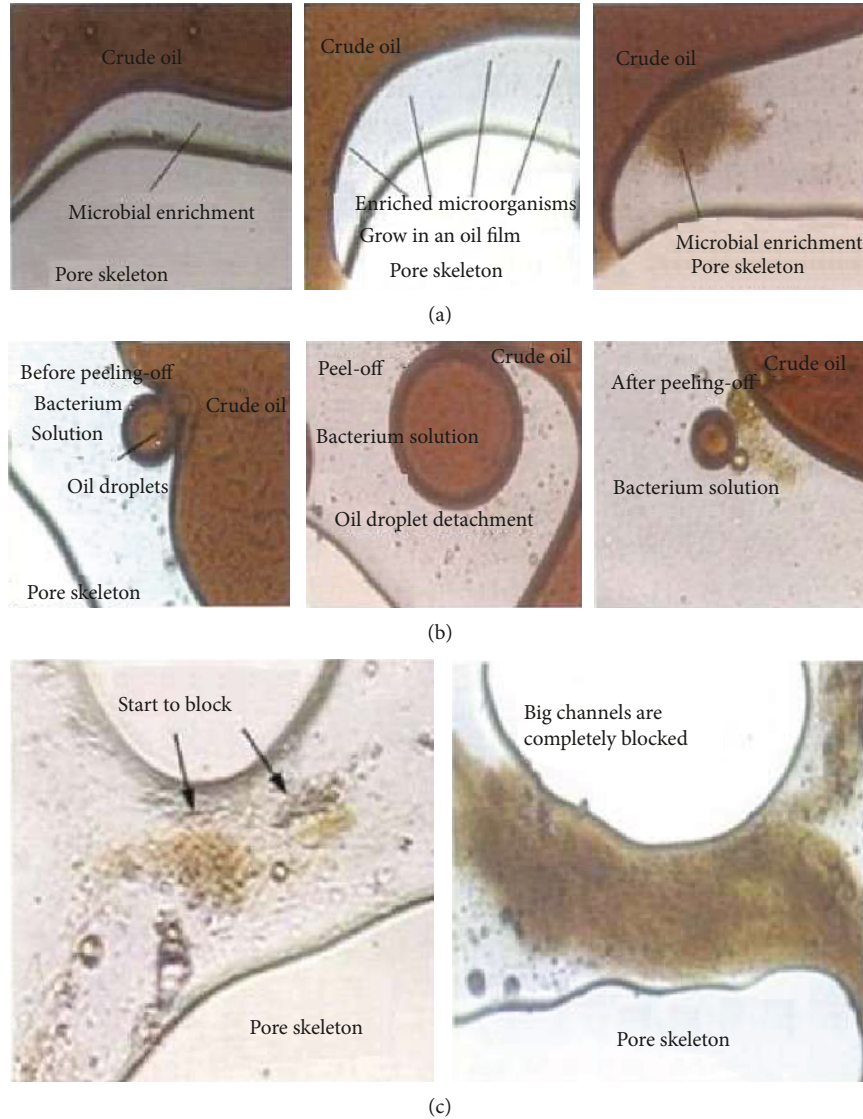 Crude oil
Microbial enrichment
Pore skeleton
Crude oil
Enriched microorganisms
Grow in an oil film
Pore skeleton
Crude oil
Microbial enrichment
Pore skeleton
(a)
Before peeling-off
Bacterium
Solution
Crude oil
Oil droplets
Pore skeleton
Peel-off
Crude oil
Bacterium solution
Oil droplet detachment
Crude oil
After peeling-off
Bacterium solution
(b)
Start to block
Pore skeleton
Big channels are
completely blocked
Pore skeleton
(c)